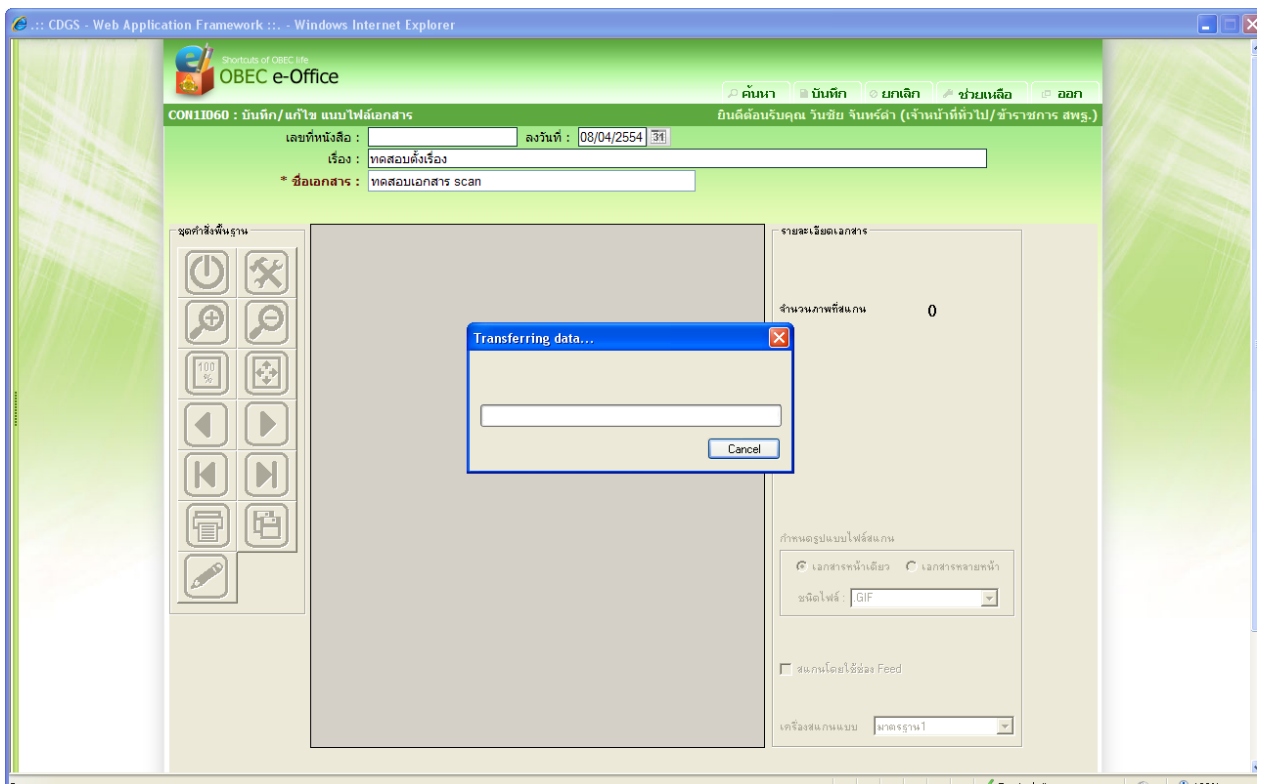 .:: CDGS - Web Application Framework ::. - Windows Internet Explorer
Shortcuts of OBEC life
OBEC e-Office
ค้นหา บันทึก ยกเลิก ช่วยเหลือ ออก
CON1I060 : บันทึก/แก้ไข แนบไฟล์เอกสาร ยินดีต้อนรับคุณ วันชัย จันทร์ดำ (เจ้าหน้าที่ทั่วไป/ข้าราชการ สพฐ.)
เลขที่หนังสือ : ลงวันที่ : 08/04/2554 31
เรื่อง : ทดสอบตั้งเรื่อง
* ชื่อเอกสาร : ทดสอบเอกสาร scan
ชุดคำสั่งพื้นฐาน
รายละเอียดเอกสาร
จำนวนภาพที่สแกน 0
Transferring data...
100
%
Cancel
กำหนดรูปแบบไฟล์สแกน
เอกสารหน้าเดียว เอกสารหลายหน้า
ชนิดไฟล์ : .GIF
สแกนโดยใช้ช่อง Feed
เครื่องสแกนแบบ มาตรฐาน1